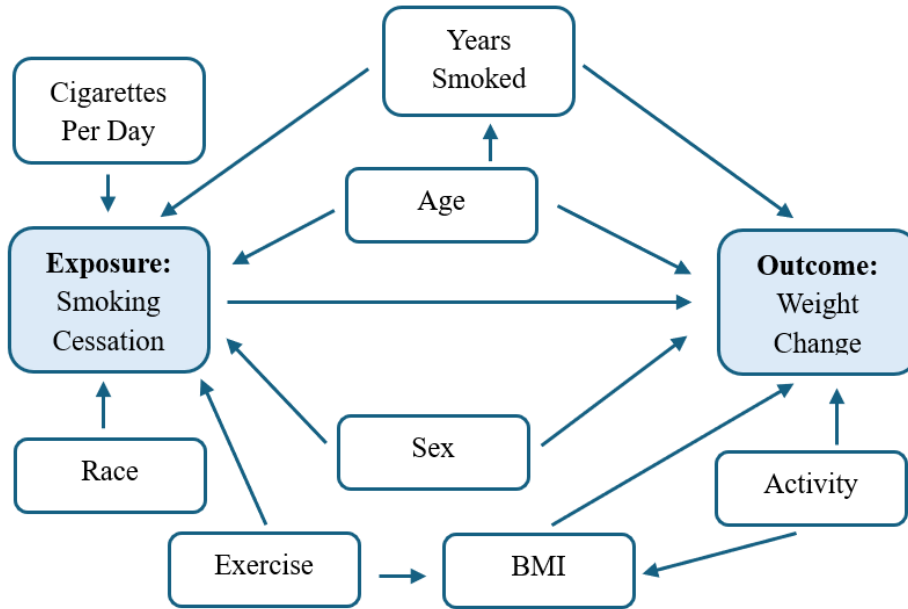 Years
Smoked
Cigarettes
Per Day
Age
Exposure:
Smoking
Cessation
Outcome:
Weight
Change
Sex
Race
Activity
Exercise
BMI